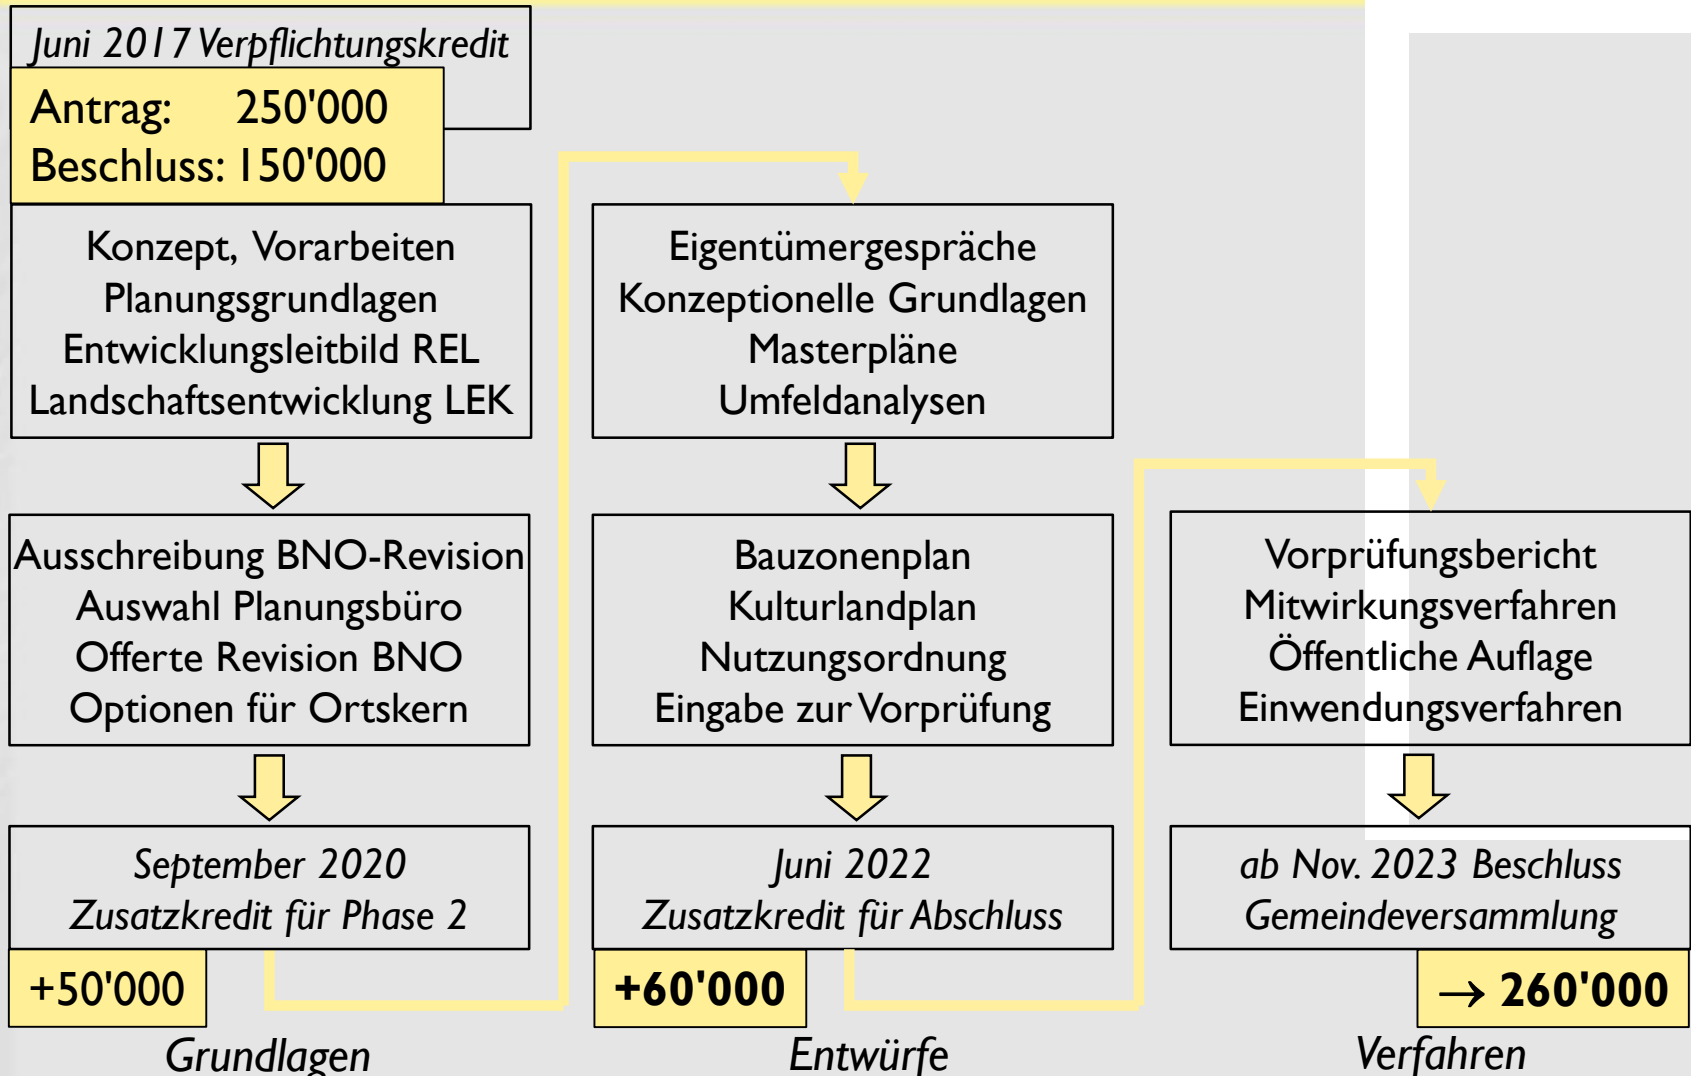 Juni 2017 Verpflichtungskredit
Antrag: 250'000
Beschluss: 150'000
Konzept, Vorarbeiten
Planungsgrundlagen
Entwicklungsleitbild REL
Landschaftsentwicklung LEK
Ausschreibung BNO-Revision
Auswahl Planungsbüro
Offerte Revision BNO
Optionen für Ortskern
September 2020
Zusatzkredit für Phase 2
+50'000
Grundlagen
Eigentümergespräche
Konzeptionelle Grundlagen
Masterpläne
Umfeldanalysen
Bauzonenplan
Kulturlandplan
Nutzungsordnung
Eingabe zur Vorprüfung
Juni 2022
Zusatzkredit für Abschluss
+60'000
Entwürfe
Vorprüfungsbericht
Mitwirkungsverfahren
Öffentliche Auflage
Einwendungsverfahren
ab Nov. 2023 Beschluss
Gemeindeversammlung
→ 260'000
Verfahren